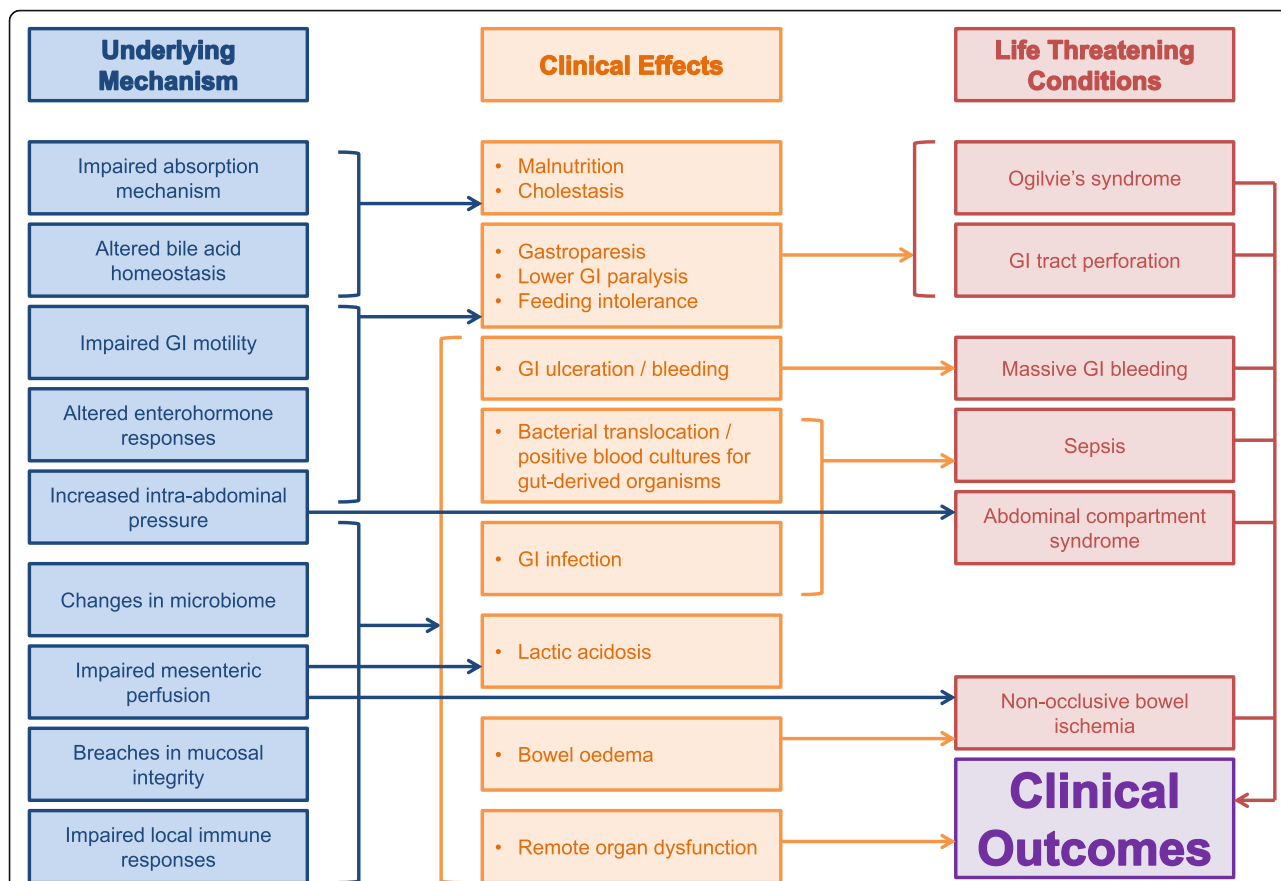 Underlying
Mechanism
Clinical Effects
Life Threatening
Conditions
Impaired absorption
mechanism
Altered bile acid
homeostasis
Impaired GI motility
Altered enterohormone
responses
Increased intra-abdominal
pressure
Changes in microbiome
Impaired mesenteric
perfusion
Breaches in mucosal
integrity
Impaired local immune
responses
• Malnutrition
• Cholestasis
• Gastroparesis
• Lower GI paralysis
• Feeding intolerance
• GI ulceration / bleeding
• Bacterial translocation /
positive blood cultures for
gut-derived organisms
• GI infection
• Lactic acidosis
• Bowel oedema
• Remote organ dysfunction
Ogilvie’s syndrome
GI tract perforation
Massive GI bleeding
Sepsis
Abdominal compartment
syndrome
Non-occlusive bowel
ischemia
Clinical
Outcomes